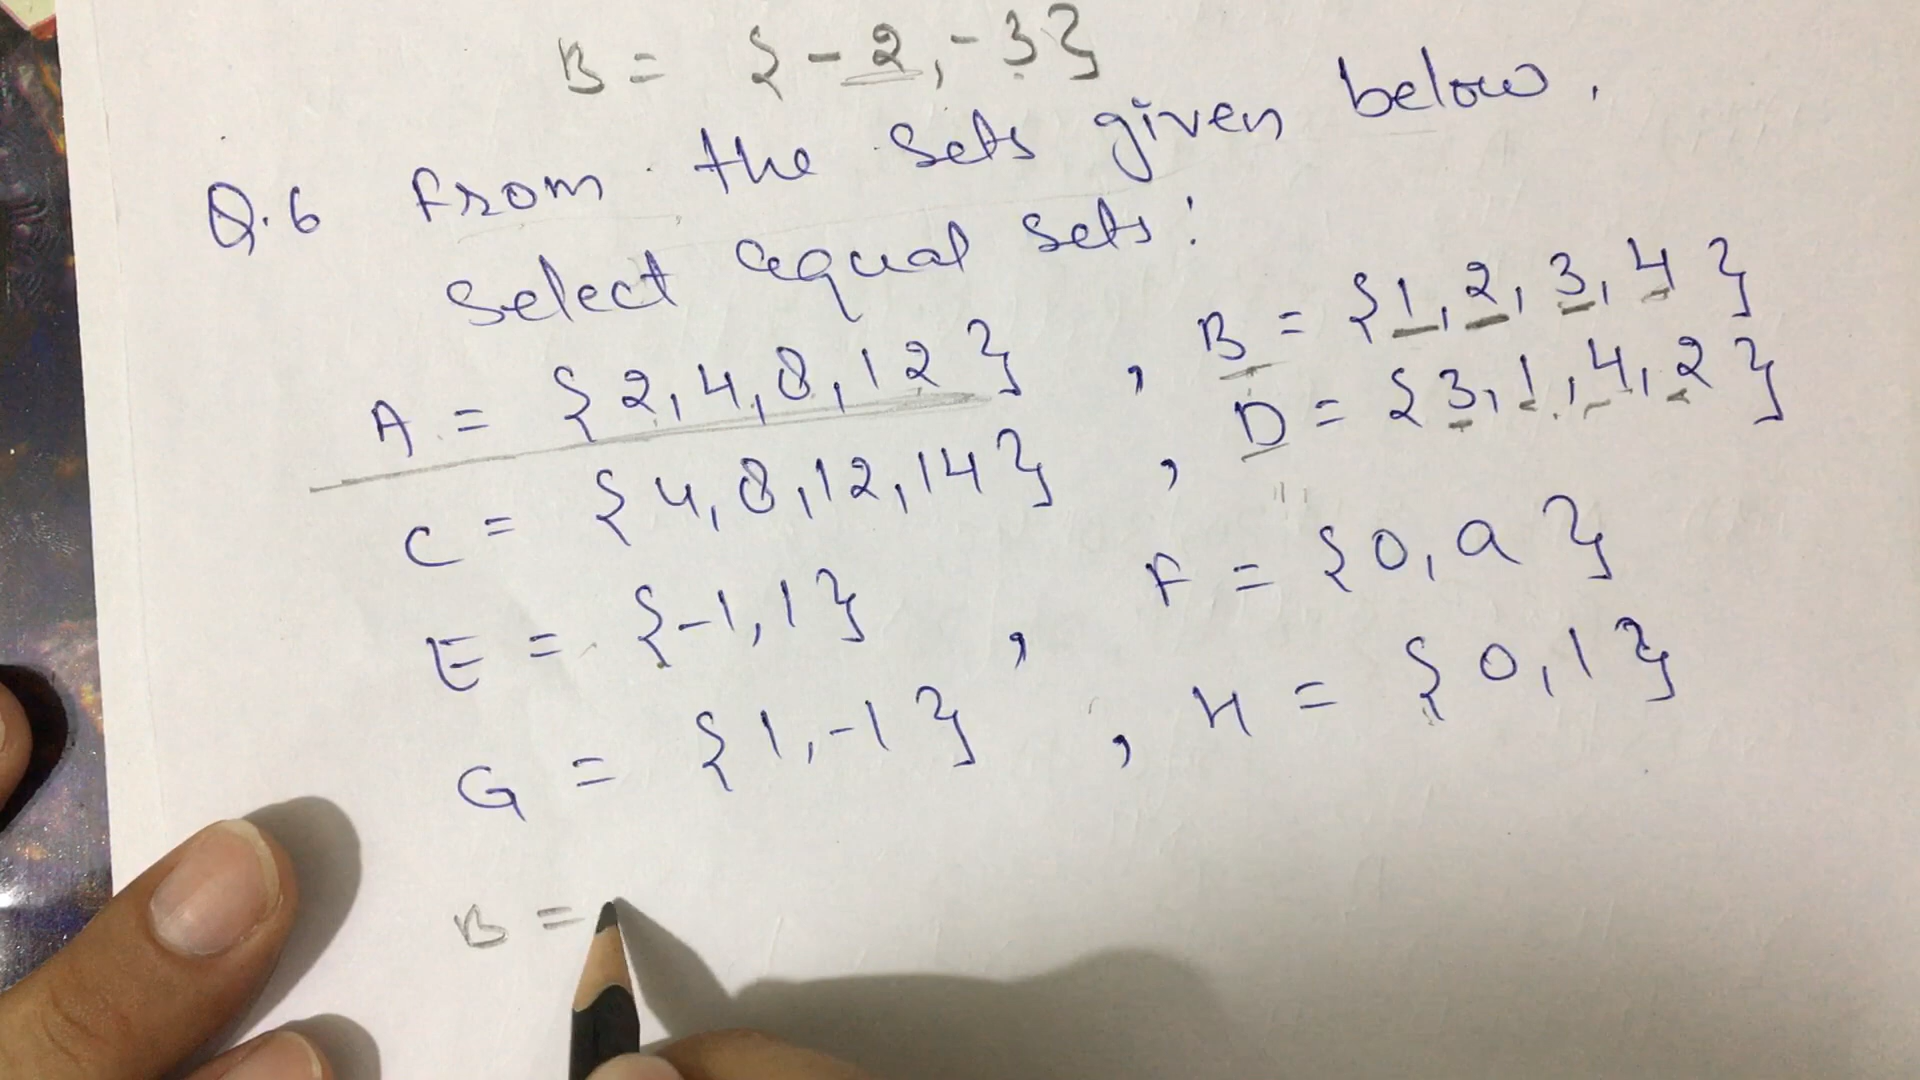 B = {-2, -3}
Q.6 From the sets given below.
Select equal sets:
A = {2, 4, 8, 12} , B = {1, 2, 3, 4}
C = {4, 8, 12, 14} , D = {3, 1, 4, 2}
E = {-1, 1} , F = {0, a}
G = {1, -1} , H = {0, 1}
B =